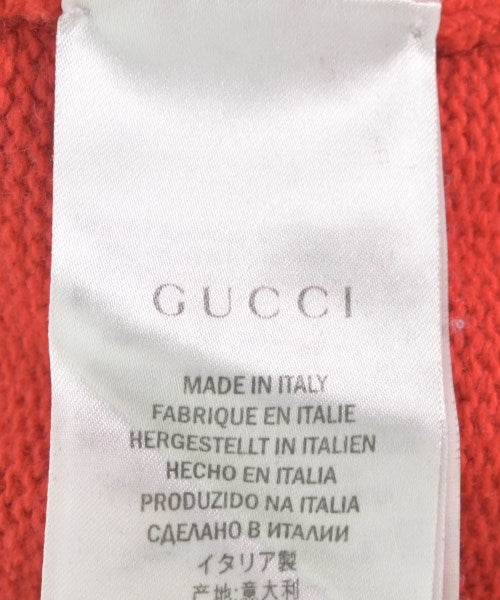 GUCCI
MADE IN ITALY
FABRIQUE EN ITALIE
HERGESTELLT IN ITALIEN
HECHO EN ITALIA
PRODUZIDO NA ITALIA
СДЕЛАНО В ИТАЛИИ
イタリア製
产地:意大利